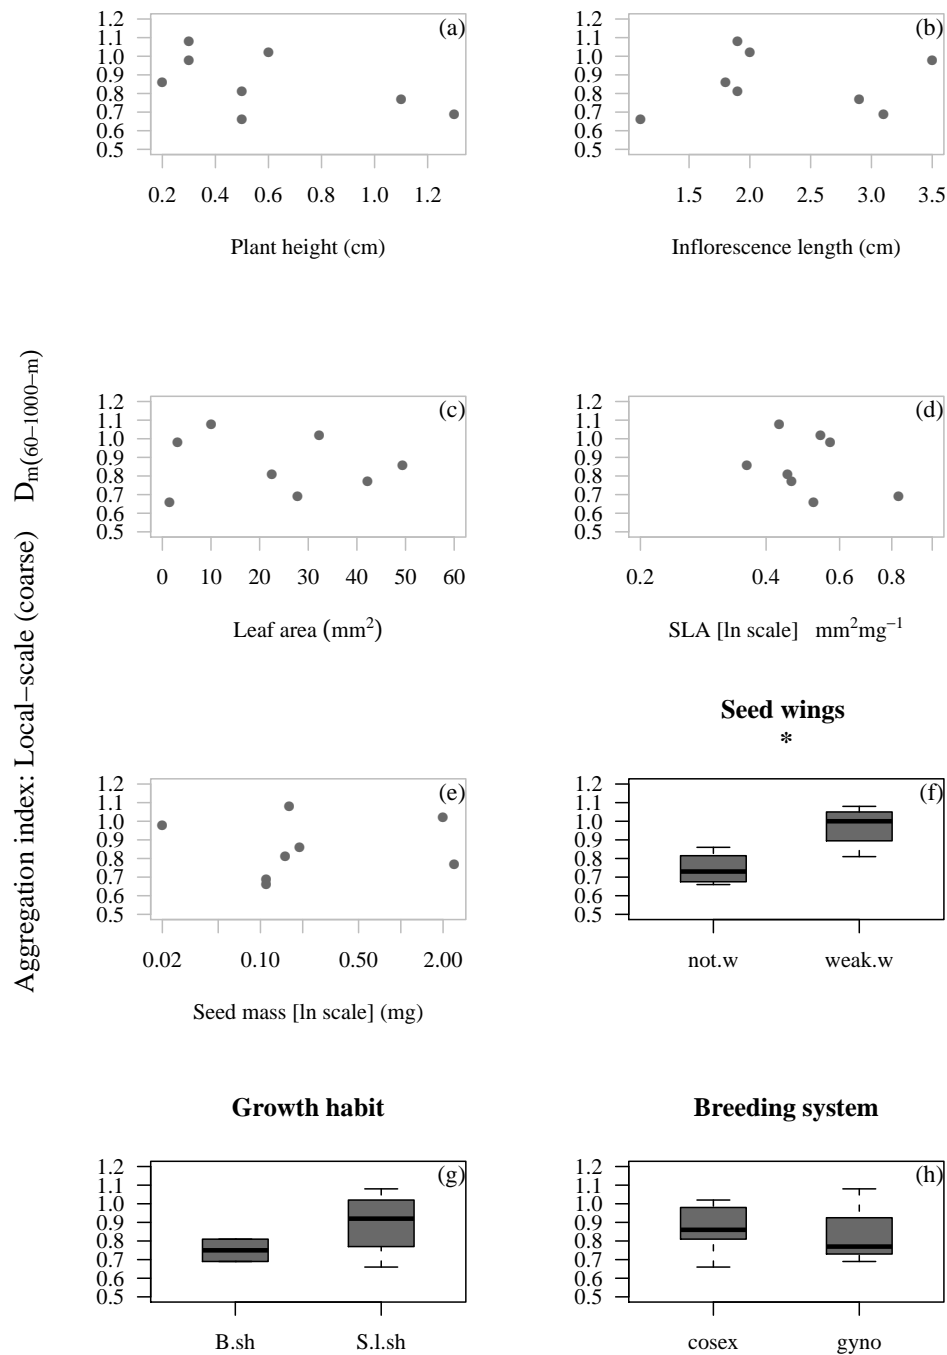 Aggregation index: Local−scale (coarse) Dm(60−1000−m)
(a)
1.2
1.1
1.0
0.9
0.8
0.7
0.6
0.5
0.2 0.4 0.6 0.8 1.0 1.2
Plant height (cm)
(b)
1.2
1.1
1.0
0.9
0.8
0.7
0.6
0.5
1.5 2.0 2.5 3.0 3.5
Inflorescence length (cm)
(c)
1.2
1.1
1.0
0.9
0.8
0.7
0.6
0.5
0 10 20 30 40 50 60
Leaf area (mm²)
(d)
1.2
1.1
1.0
0.9
0.8
0.7
0.6
0.5
0.2 0.4 0.6 0.8
SLA [ln scale] mm²mg⁻¹
(e)
1.2
1.1
1.0
0.9
0.8
0.7
0.6
0.5
0.02 0.10 0.50 2.00
Seed mass [ln scale] (mg)
Seed wings
*
(f)
1.2
1.1
1.0
0.9
0.8
0.7
0.6
0.5
not.w weak.w
Growth habit
(g)
1.2
1.1
1.0
0.9
0.8
0.7
0.6
0.5
B.sh S.l.sh
Breeding system
(h)
1.2
1.1
1.0
0.9
0.8
0.7
0.6
0.5
cosex gyno